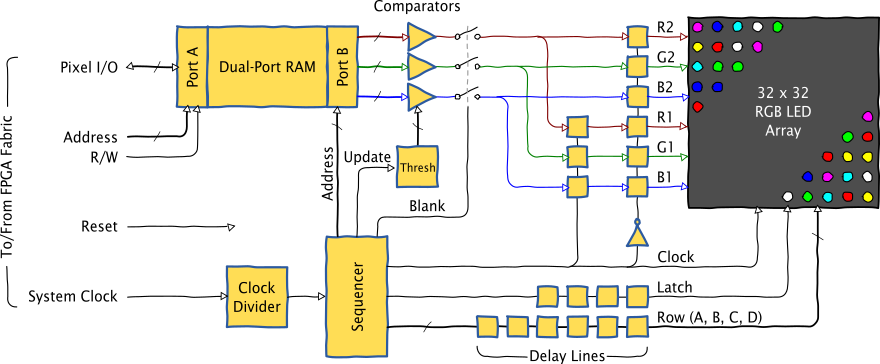 Comparators
R2
Pixel I/O
Port A
Dual-Port RAM
Port B
G2
B2
32 x 32
RGB LED
Array
Address
R/W
R1
G1
B1
Update
Thresh
Address
Blank
To/From FPGA Fabric
Reset
Clock
System Clock
Clock
Divider
Sequencer
Latch
Row (A, B, C, D)
Delay Lines